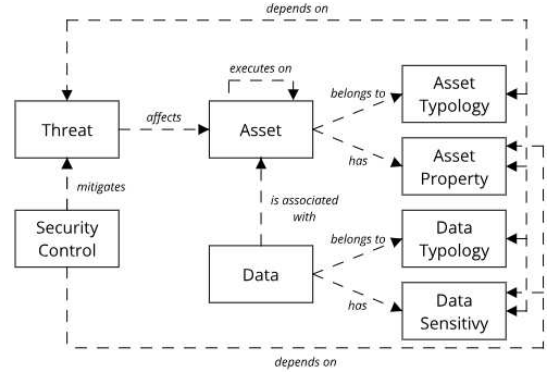 depends on
executes on
belongs to
Asset
Typology
Threat
affects
Asset
has
Asset
Property
mitigates
is associated
with
Security
Control
belongs to
Data
Typology
Data
has
Data
Sensitivy
depends on